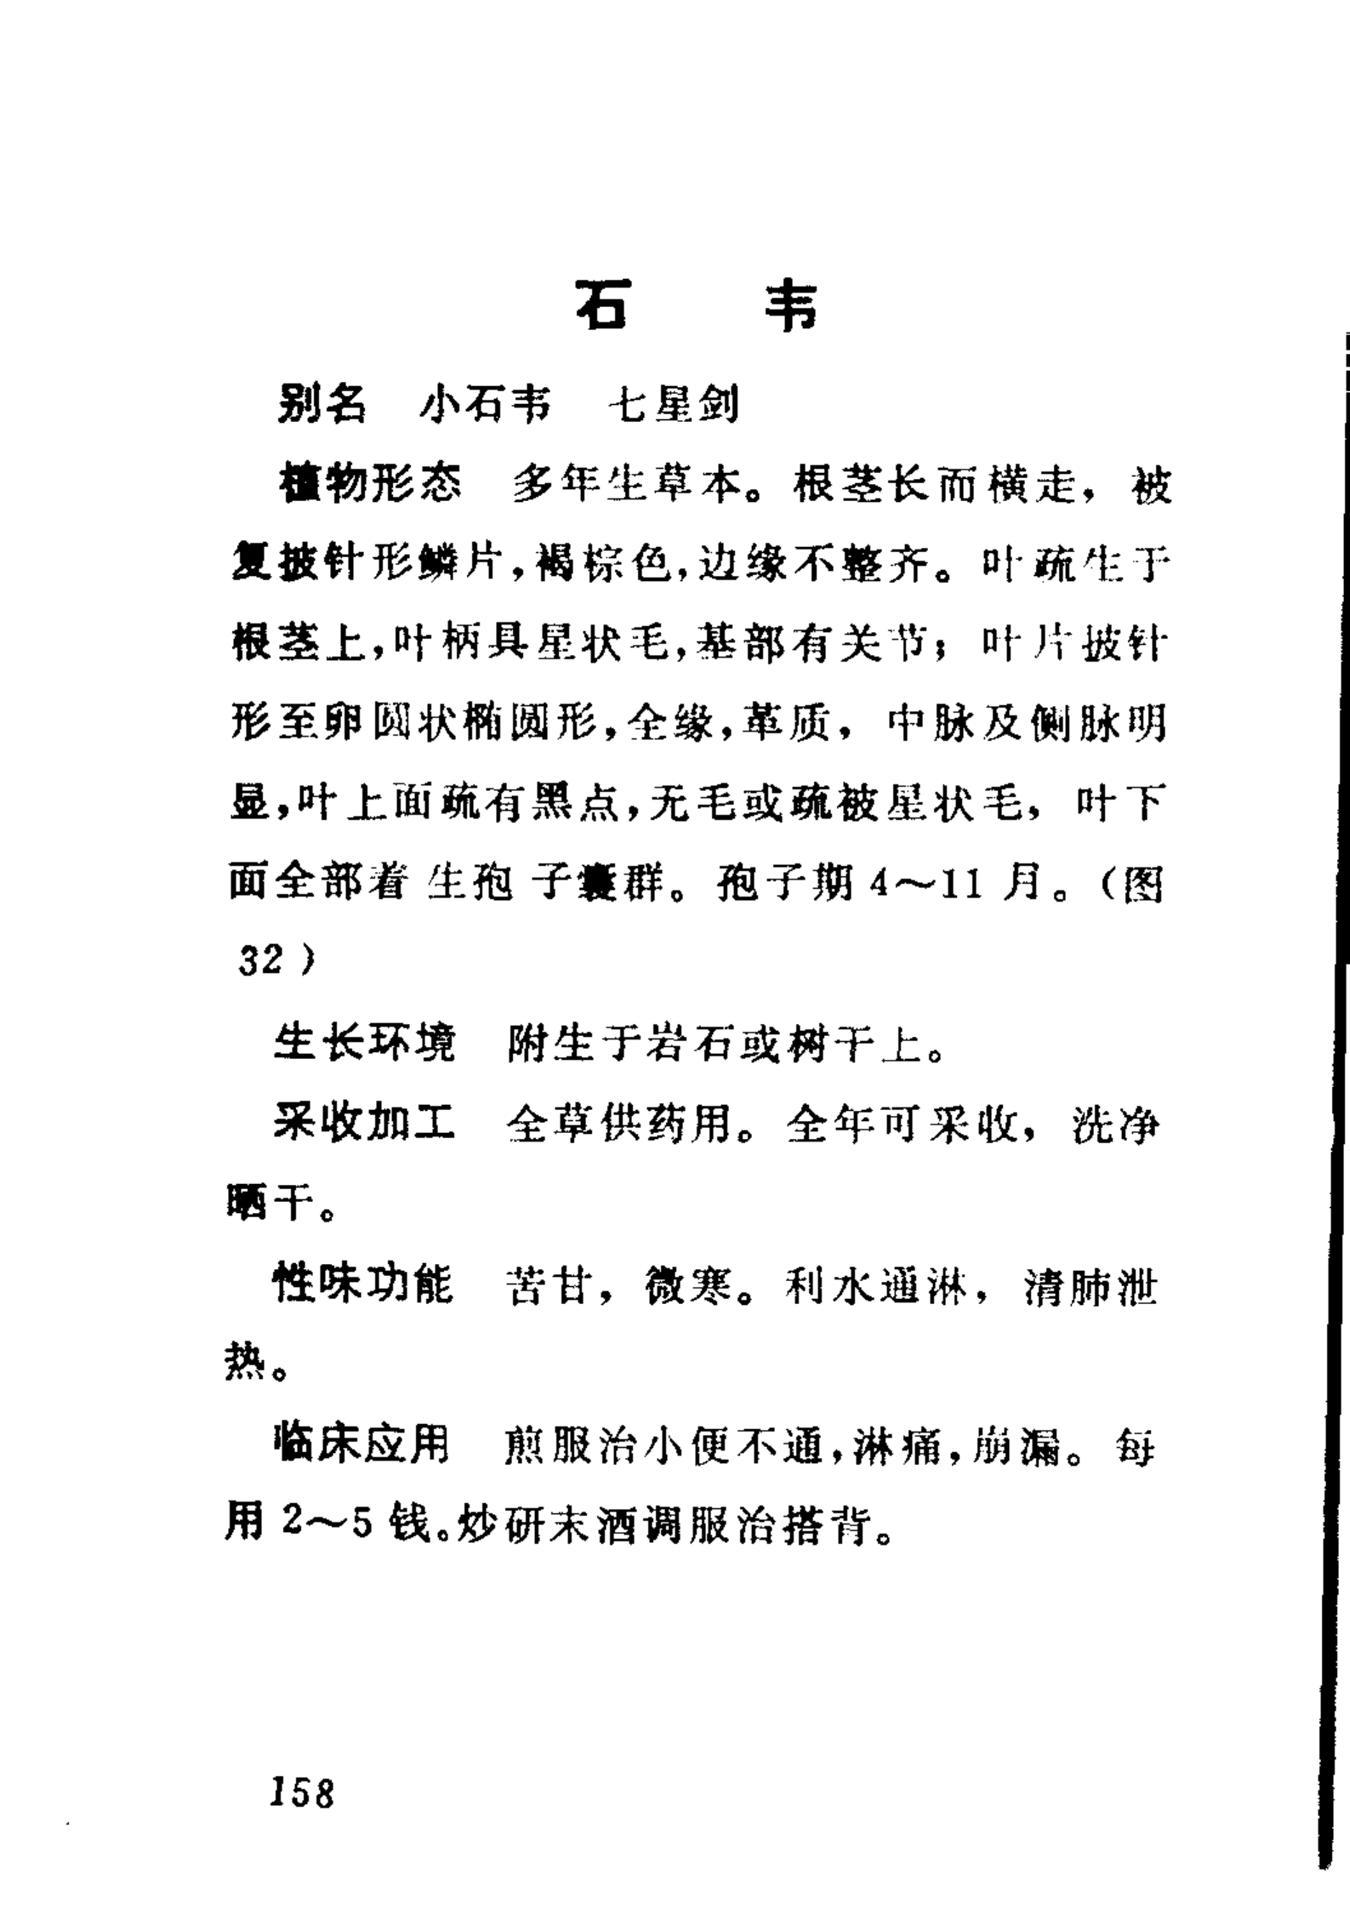 石 韦
别名 小石韦 七星剑
植物形态 多年生草本。根茎长而横走，被
复披针形鳞片，褐棕色，边缘不整齐。叶疏生于
根茎上，叶柄具星状毛，基部有关节；叶片披针
形至卵圆状椭圆形，全缘，革质，中脉及侧脉明
显，叶上面疏有黑点，无毛或疏被星状毛，叶下
面全部着生孢子囊群。孢子期4～11月。（图
32）
生长环境 附生于岩石或树干上。
采收加工 全草供药用。全年可采收，洗净
晒干。
性味功能 苦甘，微寒。利水通淋，清肺泄
热。
临床应用 煎服治小便不通，淋痛，崩漏。每
用2～5钱。炒研末酒调服治搭背。
158